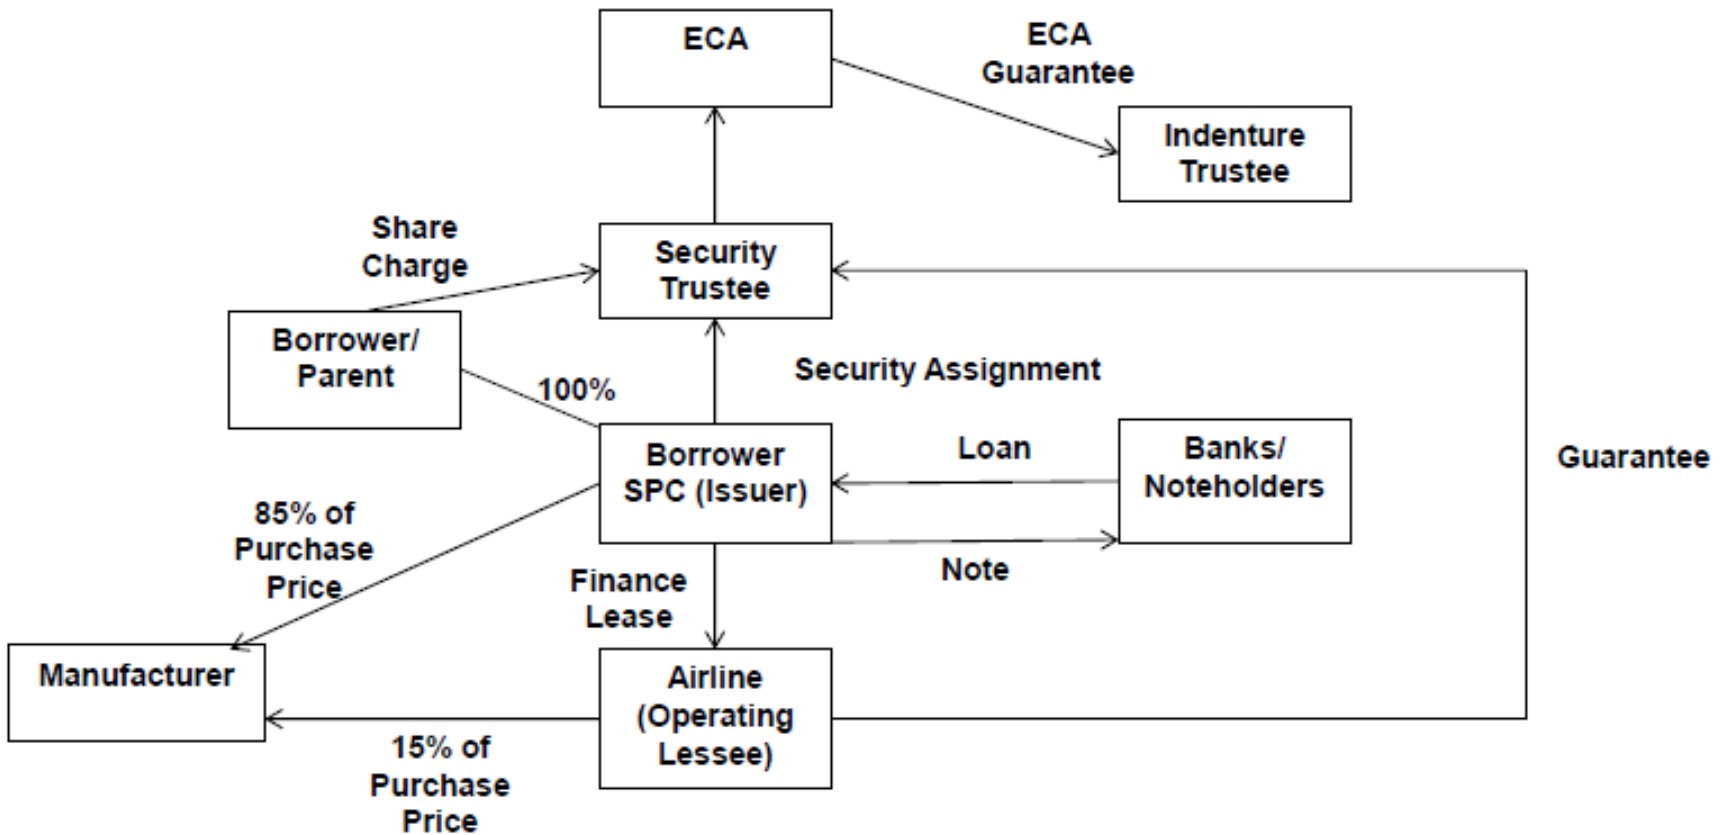 ECA
ECA
Guarantee
Indenture
Trustee
Share
Charge
Security
Trustee
Borrower/
Parent
100%
Security Assignment
Borrower
SPC (Issuer)
Loan
Banks/
Noteholders
Guarantee
85% of
Purchase
Price
Note
Finance
Lease
Manufacturer
Airline
(Operating
Lessee)
15% of
Purchase
Price